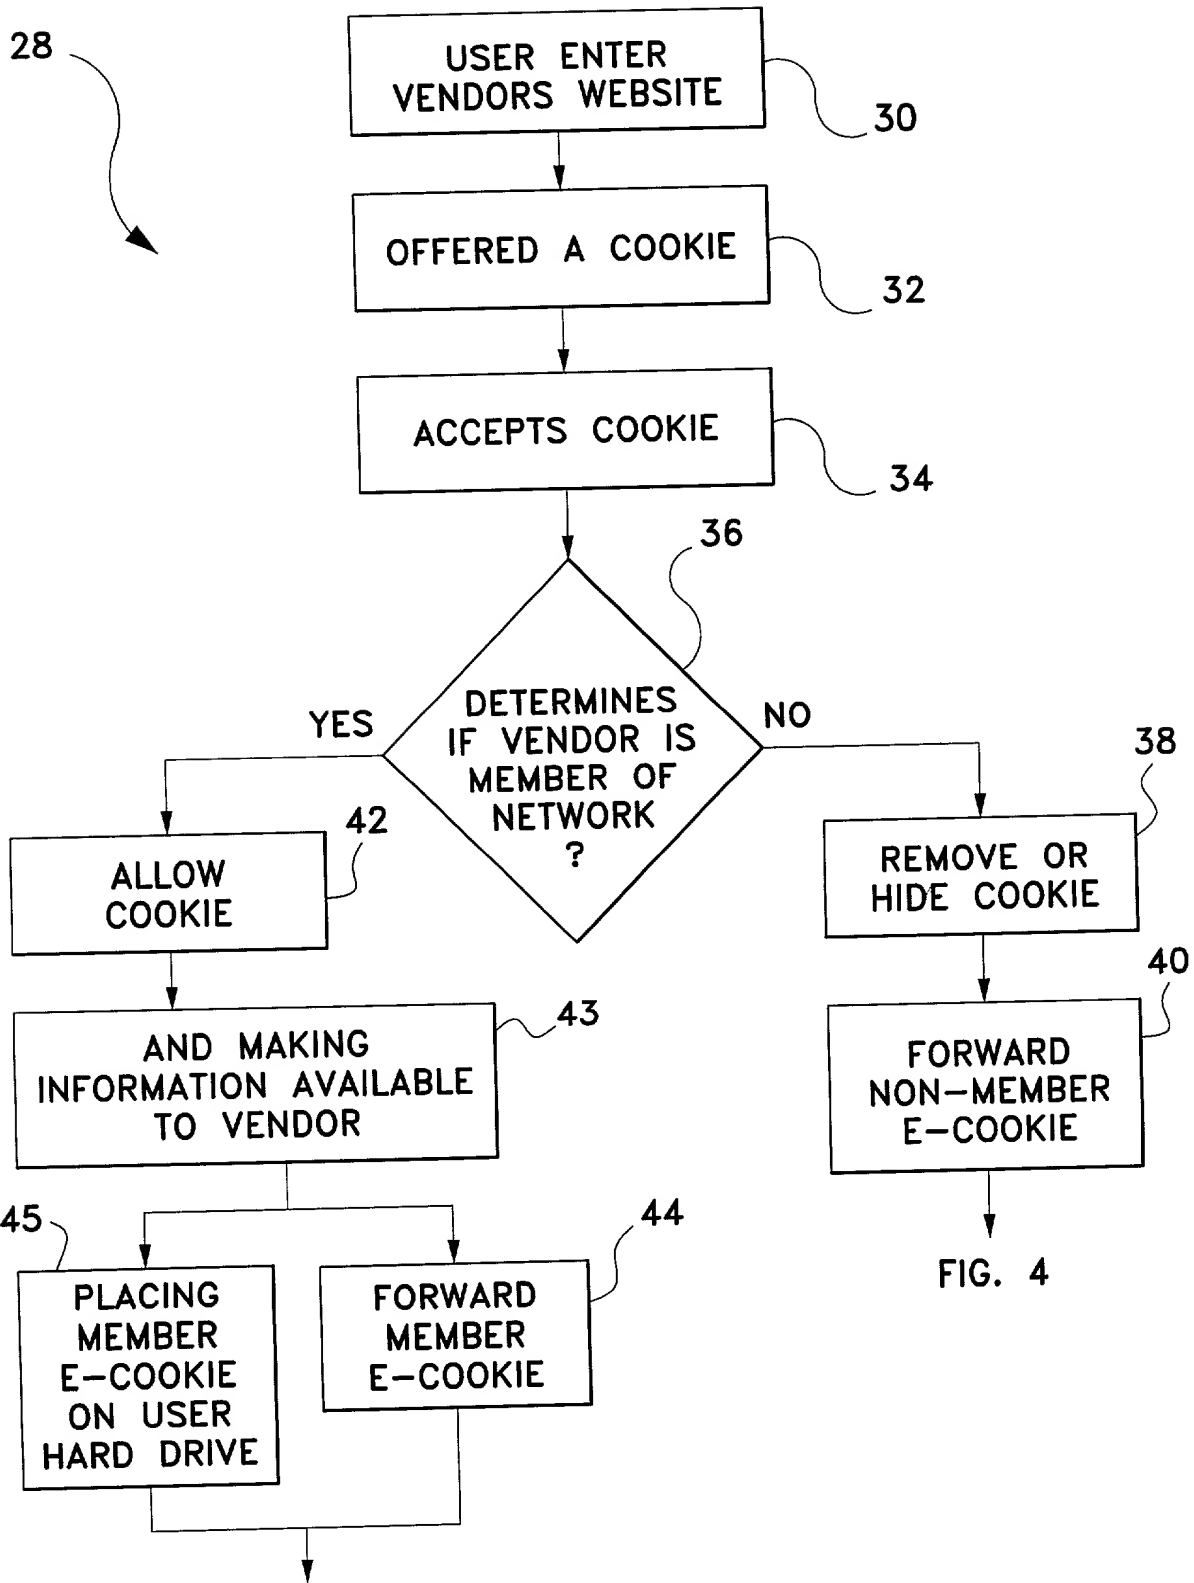 28
USER ENTER
VENDORS WEBSITE
30
OFFERED A COOKIE
32
ACCEPTS COOKIE
34
36
DETERMINES
IF VENDOR IS
MEMBER OF
NETWORK
?
YES
NO
42
ALLOW
COOKIE
38
REMOVE OR
HIDE COOKIE
43
AND MAKING
INFORMATION AVAILABLE
TO VENDOR
40
FORWARD
NON-MEMBER
E-COOKIE
45
PLACING
MEMBER
E-COOKIE
ON USER
HARD DRIVE
44
FORWARD
MEMBER
E-COOKIE
FIG. 4